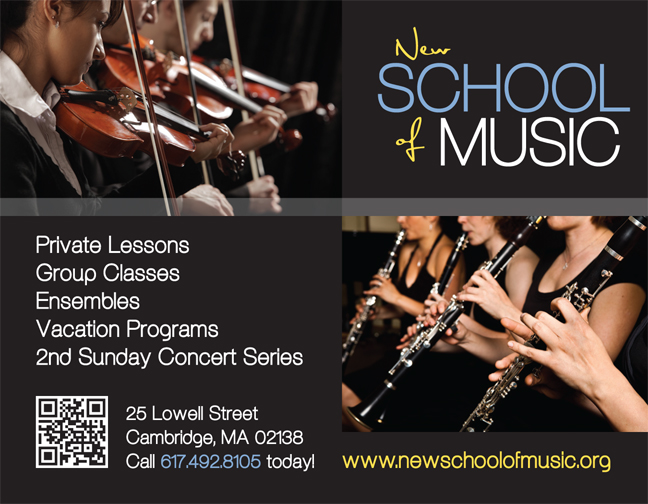 New
SCHOOL
of MUSIC
Private Lessons
Group Classes
Ensembles
Vacation Programs
2nd Sunday Concert Series
25 Lowell Street
Cambridge, MA 02138
Call 617.492.8105 today!
www.newschoolofmusic.org